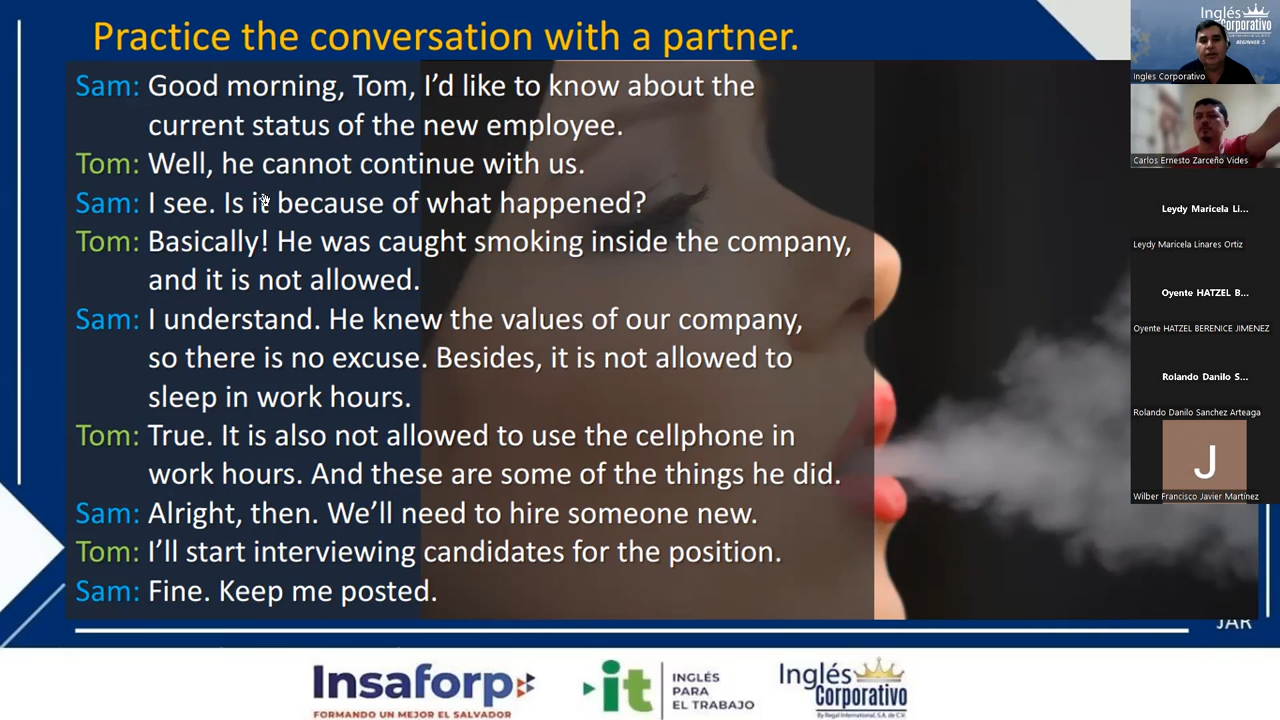 Practice the conversation with a partner.
Sam: Good morning, Tom, I’d like to know about the
current status of the new employee.
Tom: Well, he cannot continue with us.
Sam: I see. Is it because of what happened?
Tom: Basically! He was caught smoking inside the company,
and it is not allowed.
Sam: I understand. He knew the values of our company,
so there is no excuse. Besides, it is not allowed to
sleep in work hours.
Tom: True. It is also not allowed to use the cellphone in
work hours. And these are some of the things he did.
Sam: Alright, then. We’ll need to hire someone new.
Tom: I’ll start interviewing candidates for the position.
Sam: Fine. Keep me posted.
JAR
Insaforp
FORMANDO UN MEJOR EL SALVADOR
it
INGLÉS
PARA
EL TRABAJO
Inglés
Corporativo
By Regal International, S.A. de C.V.
Inglés
Corporativo
BEGINNER 5
Ingles Corporativo
Carlos Ernesto Zarceño Vides
Leydy Maricela Li...
Leydy Maricela Linares Ortiz
Oyente HATZEL B...
Oyente HATZEL BERENICE JIMENEZ
Rolando Danilo S...
Rolando Danilo Sanchez Arteaga
J
Wilber Francisco Javier Martínez